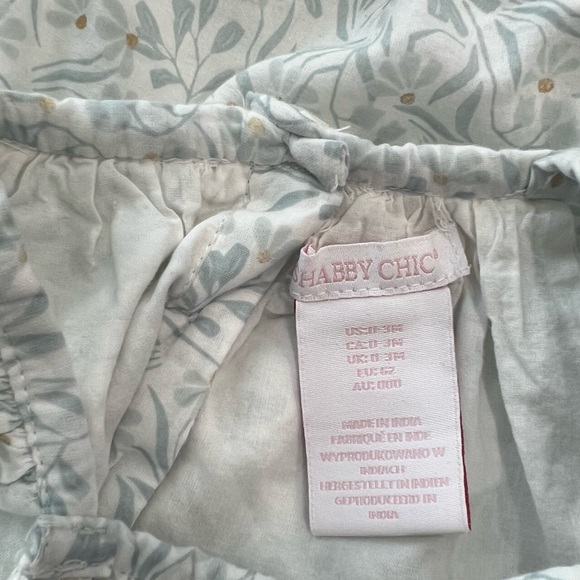 SHABBY CHIC®
US: 0-3M
CA: 0-3M
UK: 0-3M
EU: 62
AU: 000
MADE IN INDIA
FABRIQUÉ EN INDE
WYPRODUKOWANO W
INDIACH
HERGESTELLT IN INDIEN
GEPRODUCEERD IN
INDIA